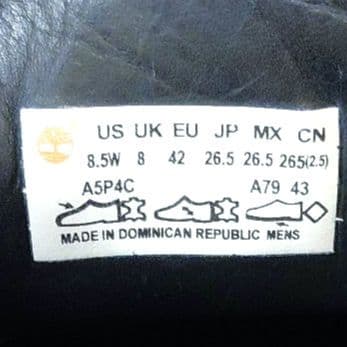 US UK EU JP MX CN
8.5W 8 42 26.5 26.5 265(2.5)
A5P4C A79 43
MADE IN DOMINICAN REPUBLIC MENS